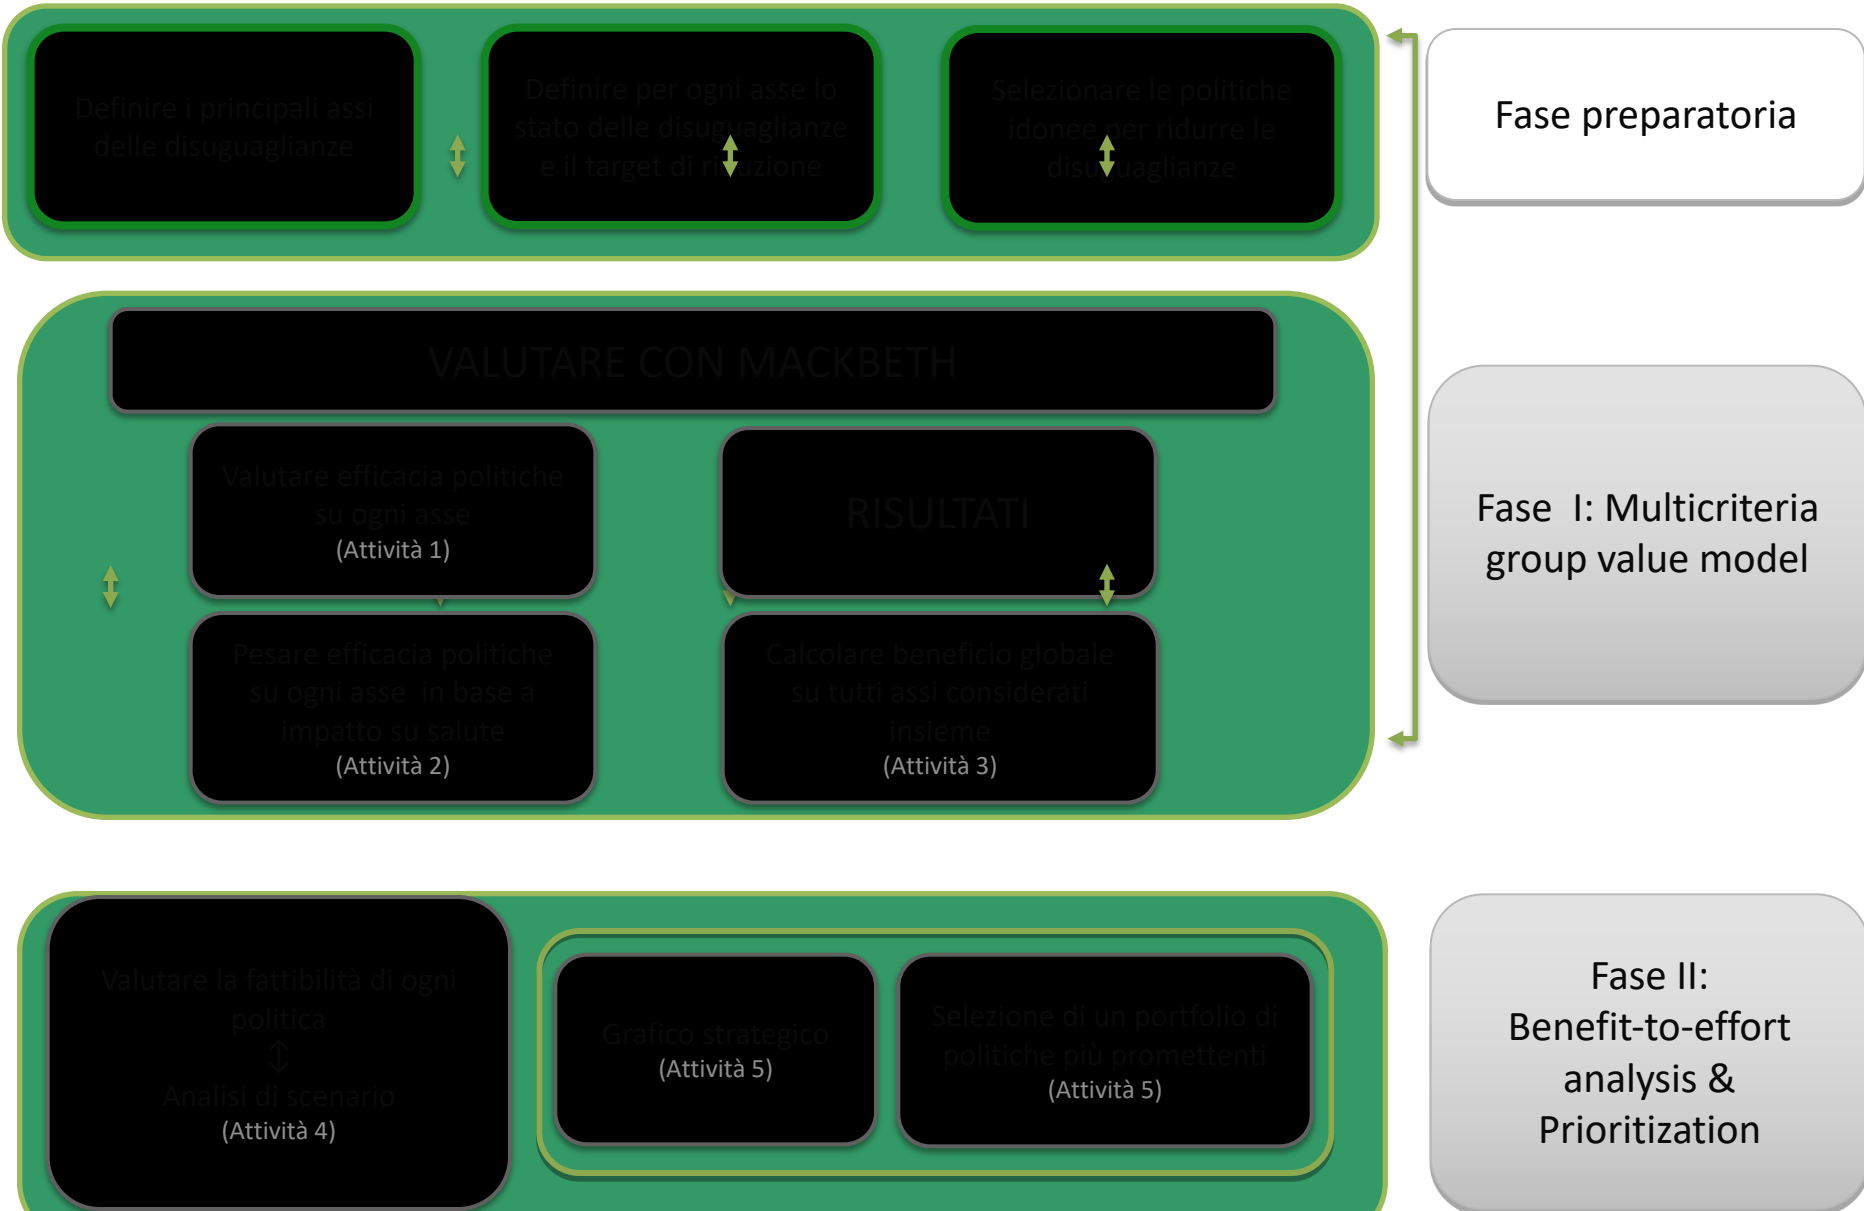 Definire i principali assi
delle disuguaglianze
Definire per ogni asse lo
stato delle disuguaglianze
e il target di riduzione
Selezionare le politiche
idonee per ridurre le
disuguaglianze
Fase preparatoria
VALUTARE CON MACKBETH
Valutare efficacia politiche
su ogni asse
(Attività 1)
RISULTATI
Pesare efficacia politiche
su ogni asse in base a
impatto su salute
(Attività 2)
Calcolare beneficio globale
su tutti assi considerati
insieme
(Attività 3)
Fase I: Multicriteria
group value model
Valutare la fattibilità di ogni
politica
↕
Analisi di scenario
(Attività 4)
Grafico strategico
(Attività 5)
Selezione di un portfolio di
politiche più promettenti
(Attività 5)
Fase II:
Benefit-to-effort
analysis &
Prioritization